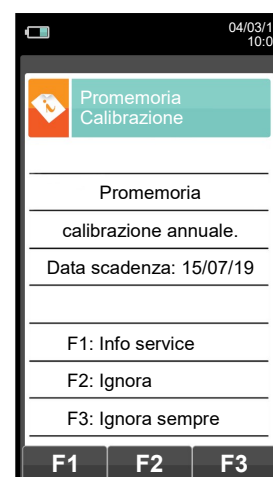 04/03/1
10:0
Promemoria
Calibrazione
Promemoria
calibrazione annuale.
Data scadenza: 15/07/19
F1: Info service
F2: Ignora
F3: Ignora sempre
F1 F2 F3